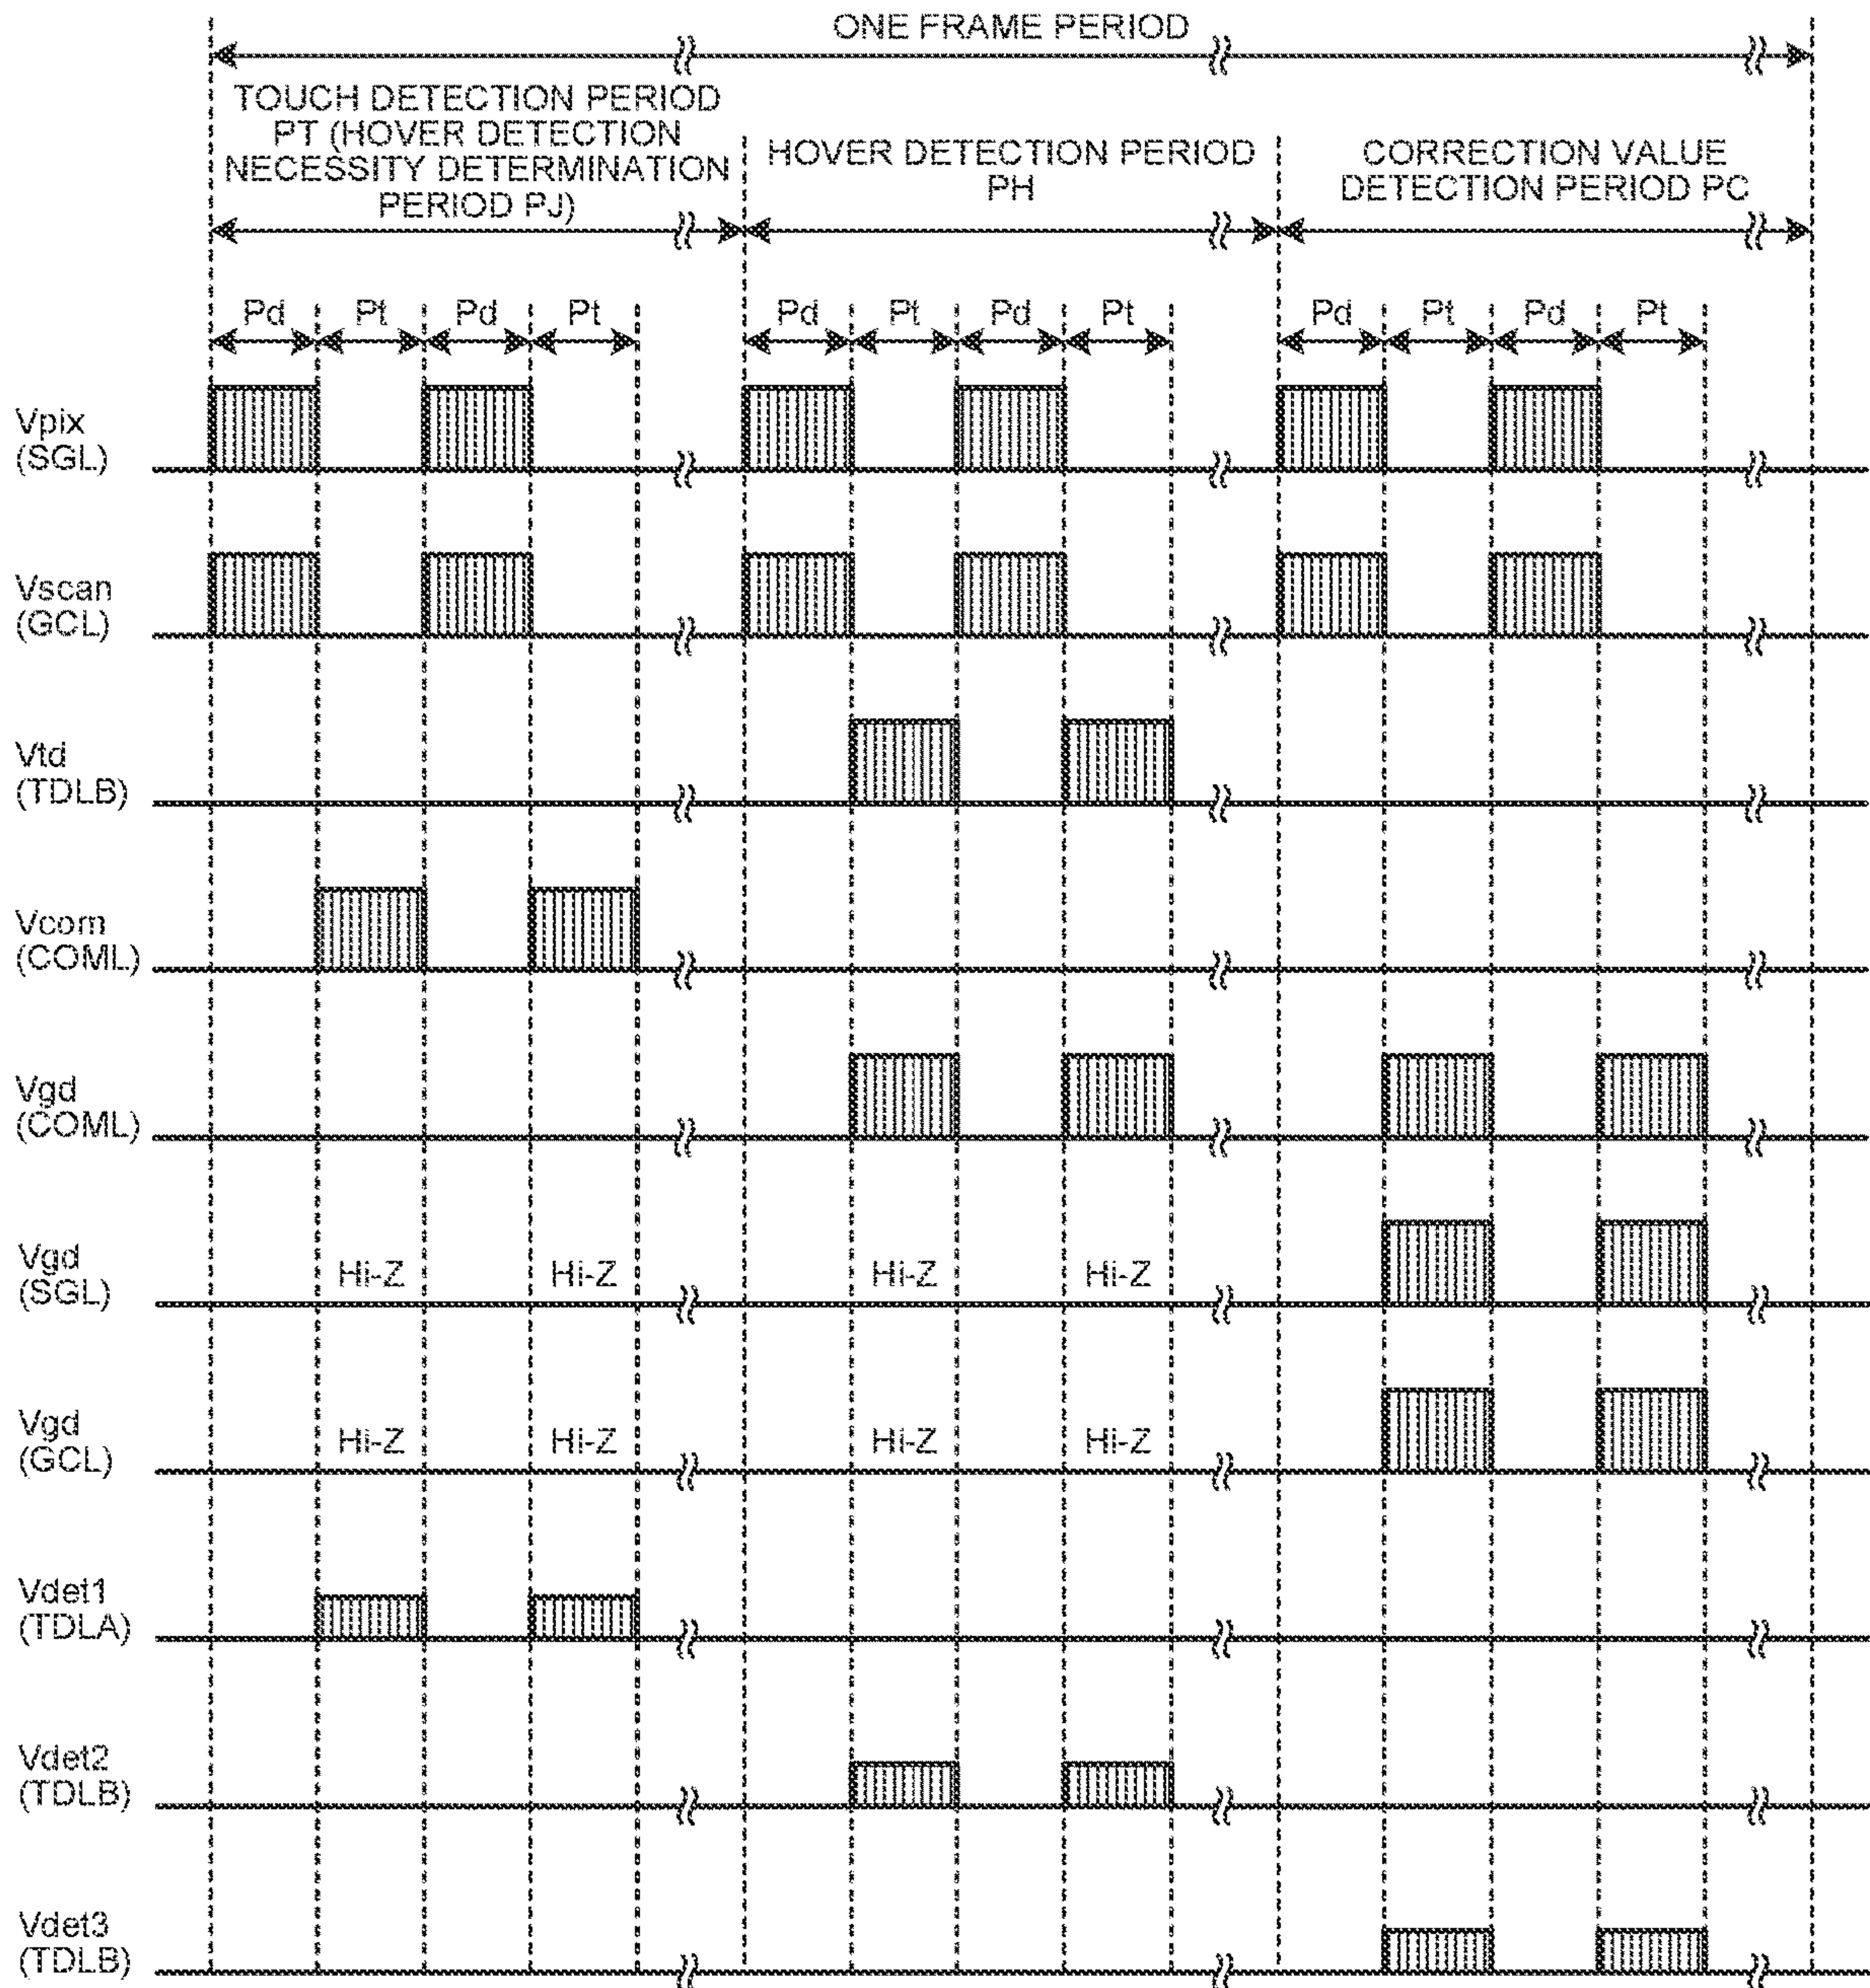 ONE FRAME PERIOD
TOUCH DETECTION PERIOD
PT (HOVER DETECTION
NECESSITY DETERMINATION
PERIOD PJ)
HOVER DETECTION PERIOD
PH
CORRECTION VALUE
DETECTION PERIOD PC
Pd Pt Pd Pt Pd Pt Pd Pt Pd Pt Pd Pt
Vpix
(SGL)
Vscan
(GCL)
Vtd
(TDLB)
Vcom
(COML)
Vgd
(COML)
Vgd
(SGL)
Hi-Z Hi-Z Hi-Z Hi-Z
Vgd
(GCL)
Hi-Z Hi-Z Hi-Z Hi-Z
Vdet1
(TDLA)
Vdet2
(TDLB)
Vdet3
(TDLB)